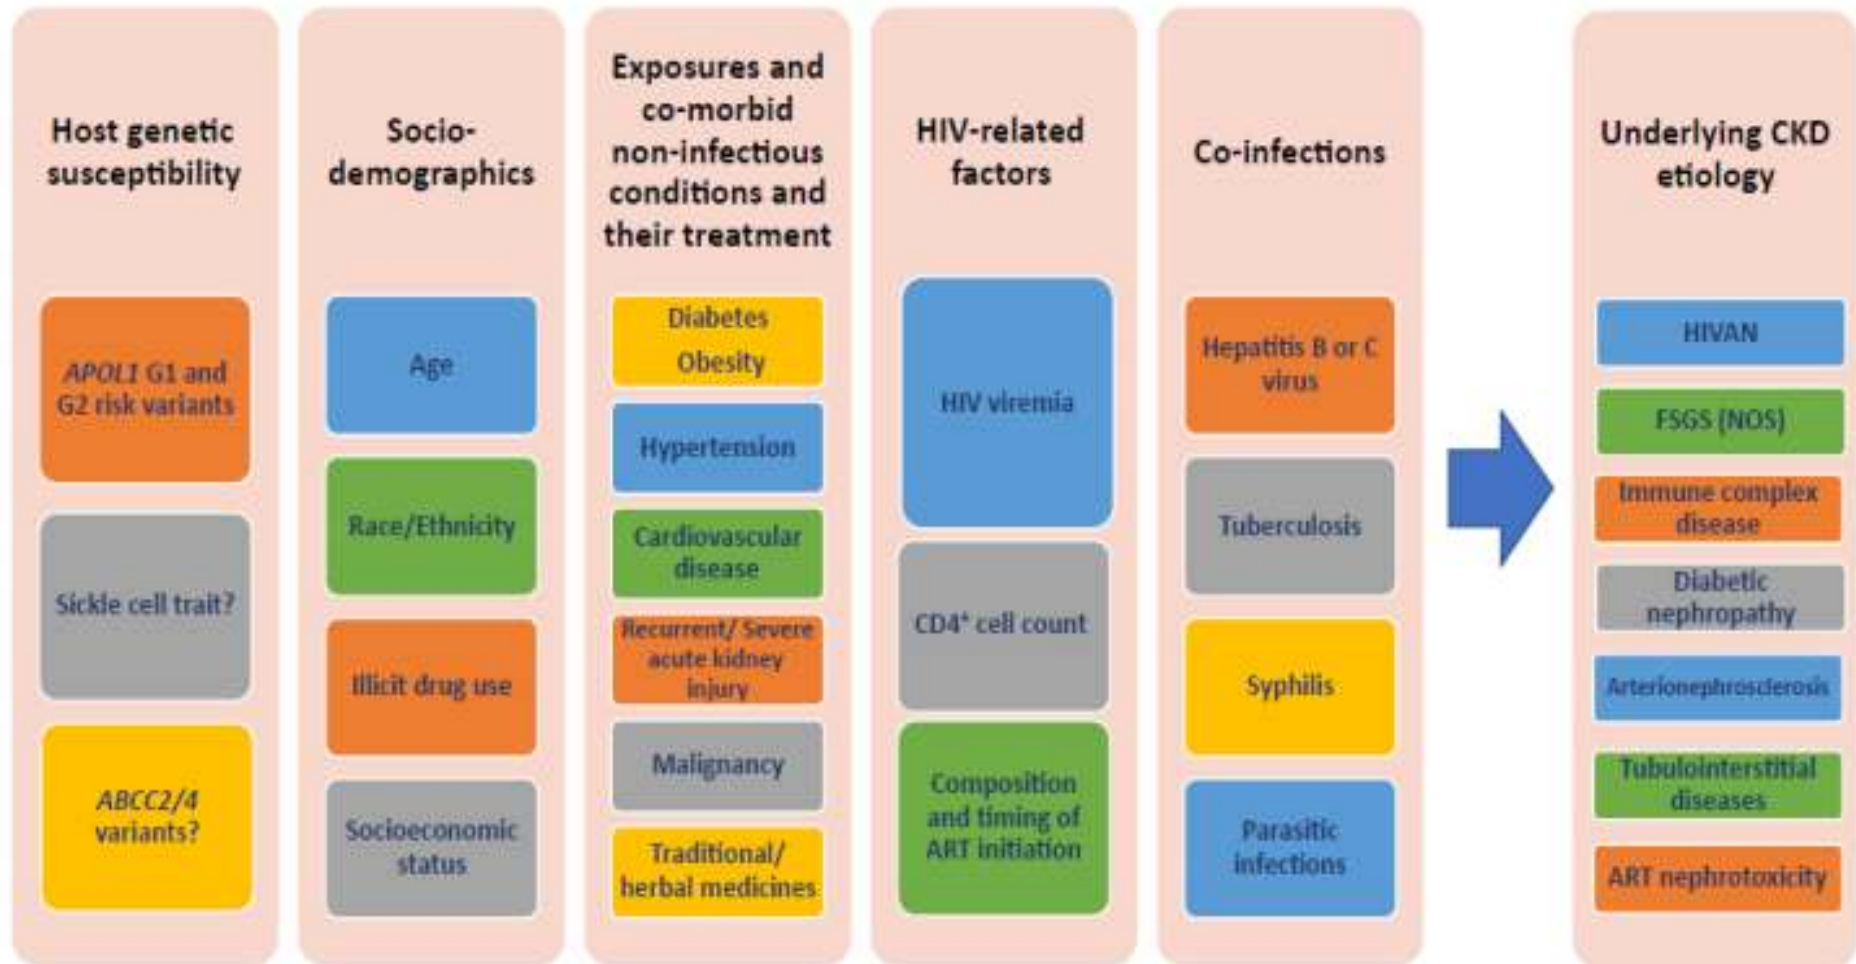 Host genetic
susceptibility
APOL1 G1 and
G2 risk variants
Sickle cell trait?
ABCC2/4
variants?
Socio-
demographics
Age
Race/Ethnicity
Illicit drug use
Socioeconomic
status
Exposures and
co-morbid
non-infectious
conditions and
their treatment
Diabetes
Obesity
Hypertension
Cardiovascular
disease
Recurrent/ Severe
acute kidney
injury
Malignancy
Traditional/
herbal medicines
HIV-related
factors
HIV viremia
CD4⁺ cell count
Composition
and timing of
ART initiation
Co-infections
Hepatitis B or C
virus
Tuberculosis
Syphilis
Parasitic
infections
Underlying CKD
etiology
HIVAN
FSGS (NOS)
Immune complex
disease
Diabetic
nephropathy
Arterionephrosclerosis
Tubulointerstitial
diseases
ART nephrotoxicity